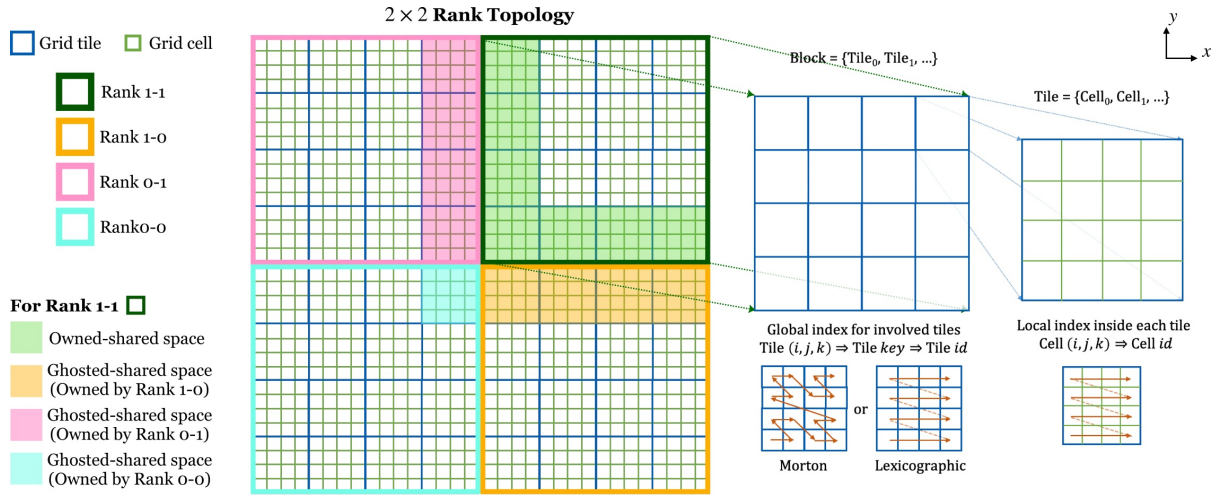 2 × 2 Rank Topology
Grid tile
Grid cell
Rank 1-1
Rank 1-0
Rank 0-1
Rank0-0
For Rank 1-1
Owned-shared space
Ghosted-shared space
(Owned by Rank 1-0)
Ghosted-shared space
(Owned by Rank 0-1)
Ghosted-shared space
(Owned by Rank 0-0)
Block = {Tile₀, Tile₁, ...}
Global index for involved tiles
Tile (i, j, k) ⇒ Tile key ⇒ Tile id
or
Morton
Lexicographic
y
x
Tile = {Cell₀, Cell₁, ...}
Local index inside each tile
Cell (i, j, k) ⇒ Cell id